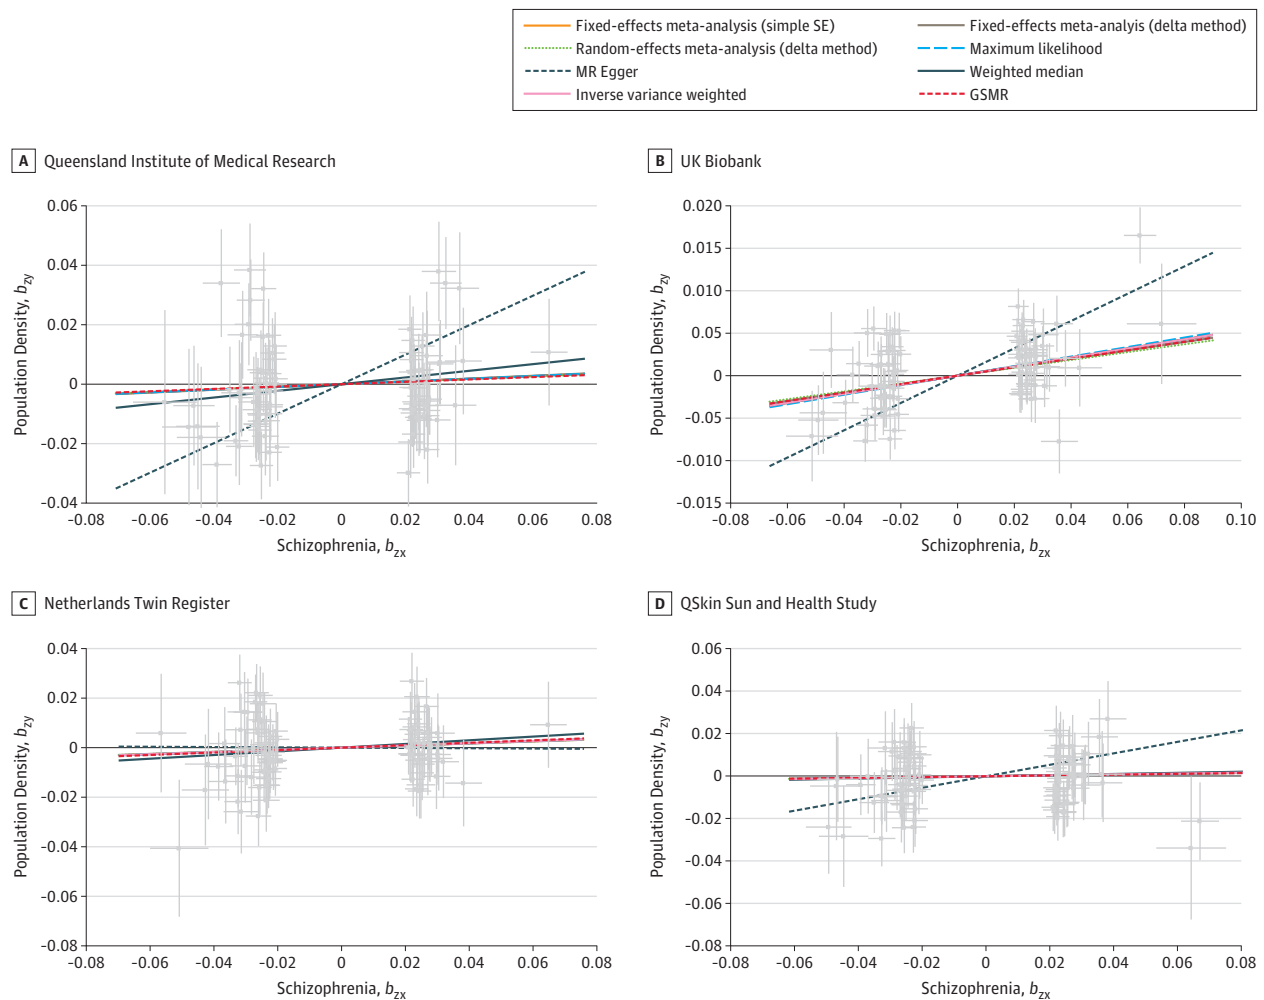 Fixed-effects meta-analysis (simple SE)
Fixed-effects meta-analyis (delta method)
Random-effects meta-analysis (delta method)
Maximum likelihood
MR Egger
Weighted median
Inverse variance weighted
GSMR
A Queensland Institute of Medical Research
0.06
0.04
0.02
0
-0.02
-0.04
Population Density, bzy
-0.08 -0.06 -0.04 -0.02 0 0.02 0.04 0.06 0.08
Schizophrenia, bzx
B UK Biobank
0.020
0.015
0.010
0.005
0
-0.005
-0.010
-0.015
Population Density, bzy
-0.08 -0.06 -0.04 -0.02 0 0.02 0.04 0.06 0.08 0.10
Schizophrenia, bzx
C Netherlands Twin Register
0.04
0.02
0
-0.02
-0.04
-0.06
-0.08
Population Density, bzy
-0.08 -0.06 -0.04 -0.02 0 0.02 0.04 0.06 0.08
Schizophrenia, bzx
D QSkin Sun and Health Study
0.06
0.04
0.02
0
-0.02
-0.04
-0.06
-0.08
Population Density, bzy
-0.08 -0.06 -0.04 -0.02 0 0.02 0.04 0.06 0.08
Schizophrenia, bzx